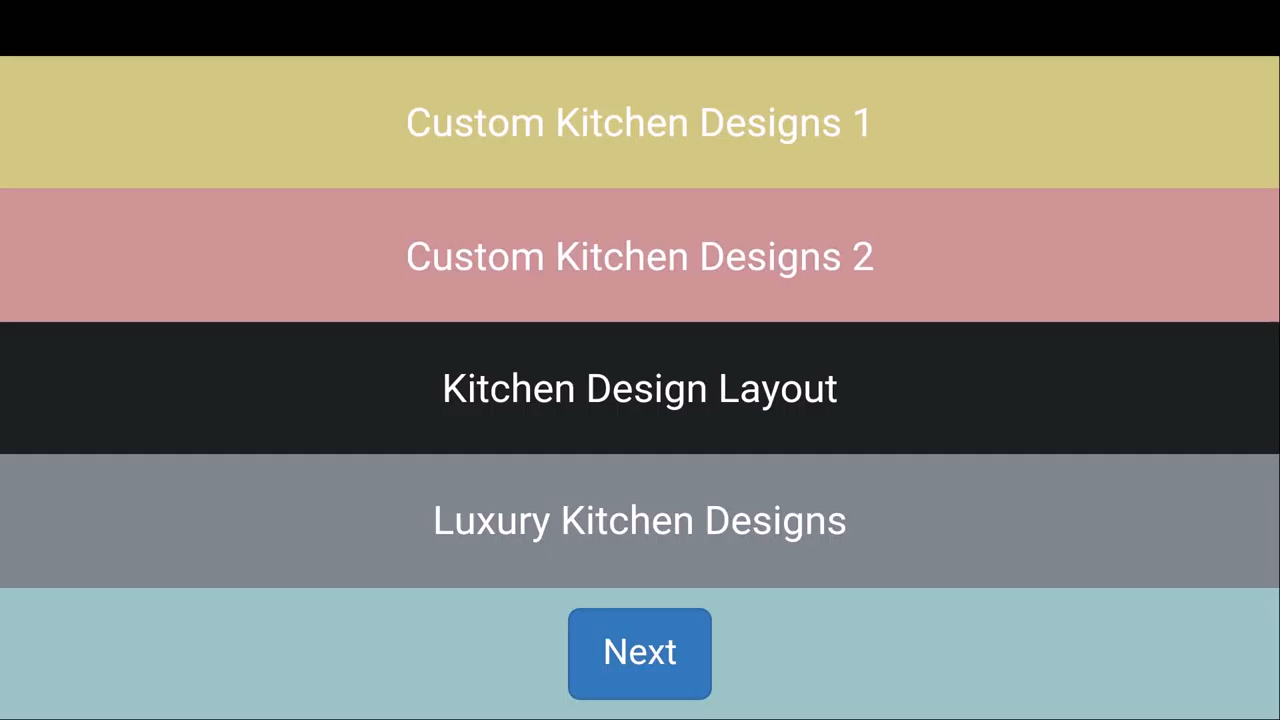 Custom Kitchen Designs 1
Custom Kitchen Designs 2
Kitchen Design Layout
Luxury Kitchen Designs
Next